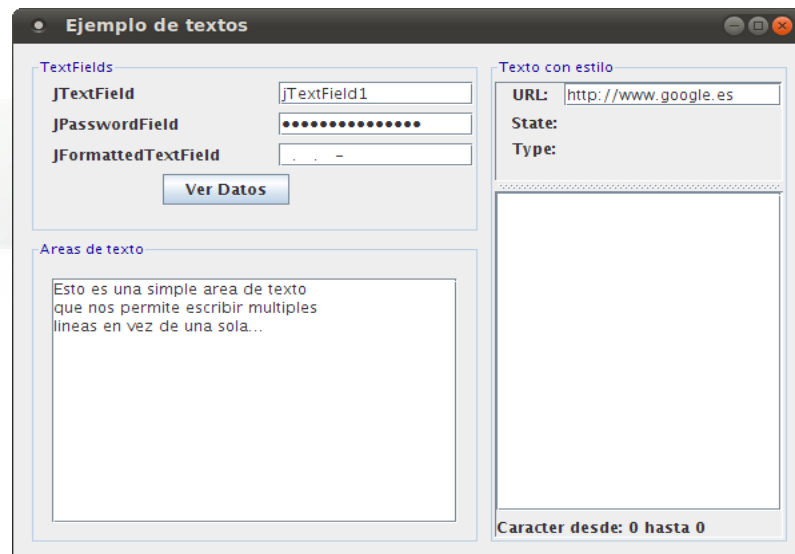 Ejemplo de textos
TextFields
JTextField
jTextField1
JPasswordField
●●●●●●●●●●●●●●●
JFormattedTextField
. . –
Ver Datos
Areas de texto
Esto es una simple area de texto
que nos permite escribir multiples
lineas en vez de una sola...
Texto con estilo
URL: http://www.google.es
State:
Type:
Caracter desde: 0 hasta 0